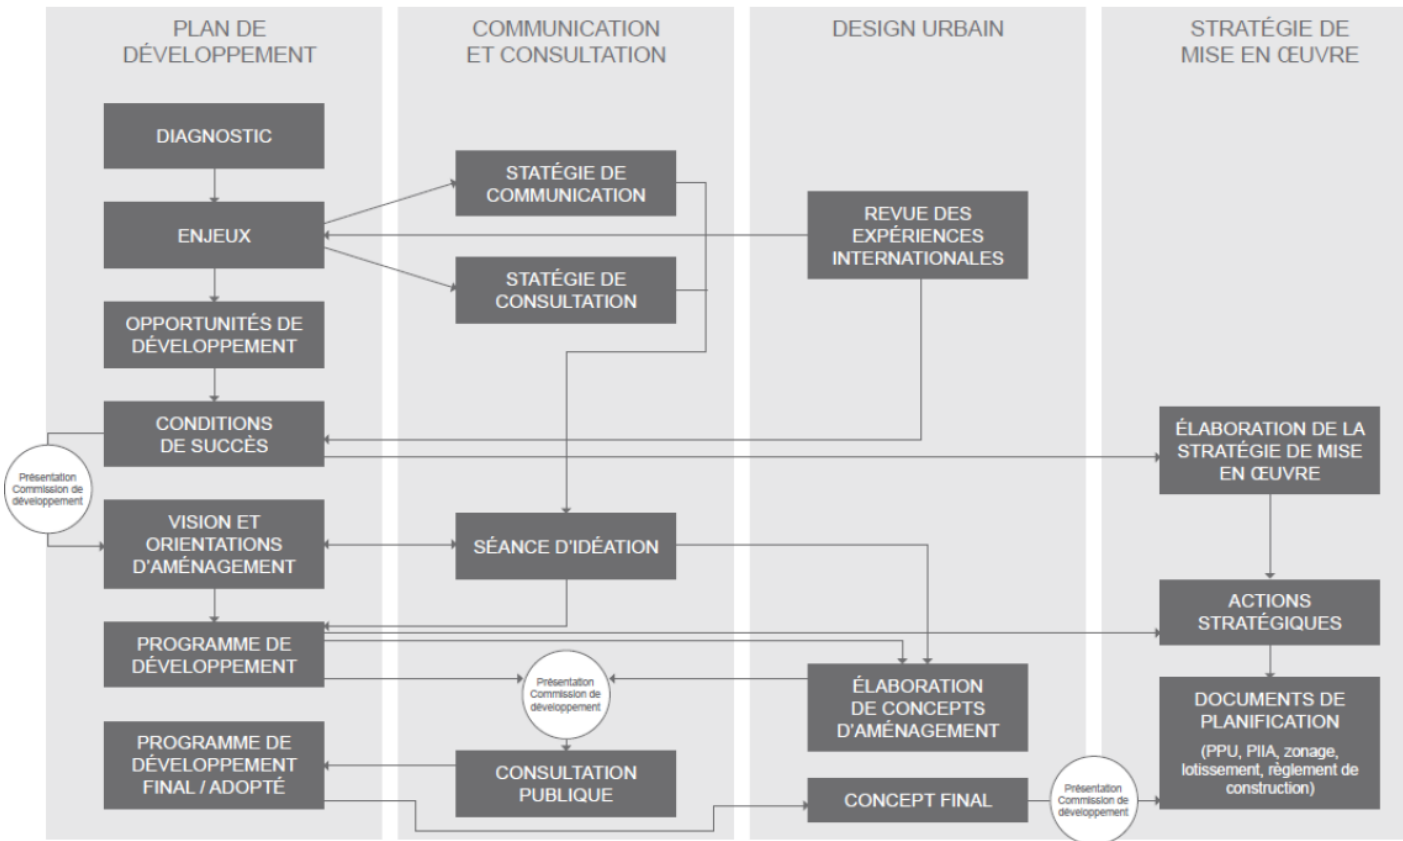 PLAN DE
DÉVELOPPEMENT
DIAGNOSTIC
ENJEUX
OPPORTUNITÉS DE
DÉVELOPPEMENT
CONDITIONS
DE SUCCÈS
Présentation
Commission de
développement
VISION ET
ORIENTATIONS
D'AMÉNAGEMENT
PROGRAMME DE
DÉVELOPPEMENT
PROGRAMME DE
DÉVELOPPEMENT
FINAL / ADOPTÉ
COMMUNICATION
ET CONSULTATION
STATÉGIE DE
COMMUNICATION
STATÉGIE DE
CONSULTATION
SÉANCE D'IDÉATION
Présentation
Commission de
développement
CONSULTATION
PUBLIQUE
DESIGN URBAIN
REVUE DES
EXPÉRIENCES
INTERNATIONALES
ÉLABORATION
DE CONCEPTS
D'AMÉNAGEMENT
CONCEPT FINAL
Présentation
Commission de
développement
STRATÉGIE DE
MISE EN ŒUVRE
ÉLABORATION DE LA
STRATÉGIE DE MISE
EN ŒUVRE
ACTIONS
STRATÉGIQUES
DOCUMENTS DE
PLANIFICATION
(PPU, PIIA, zonage,
lotissement, règlement de
construction)